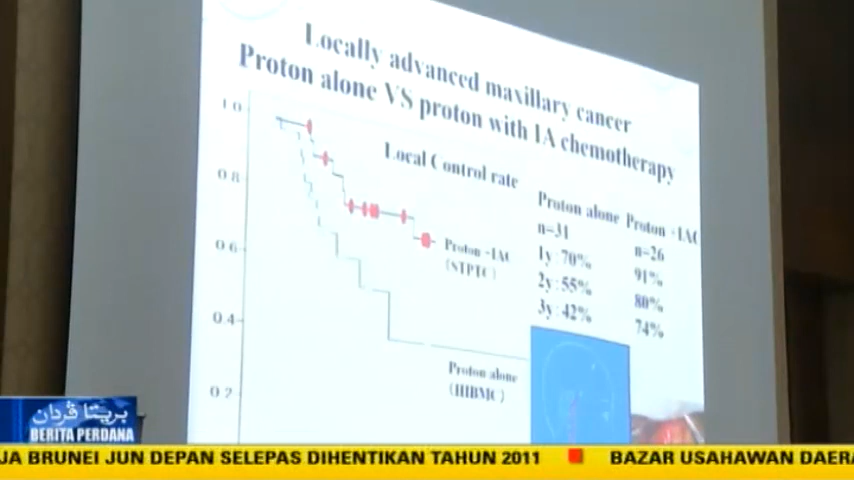 Locally advanced maxillary cancer
Proton alone VS proton with IA chemotherapy
Local Control rate
1.0
0.8
0.6
0.4
0.2
Proton +IAC
(STPTC)
Proton alone
(HIBMC)
Proton alone Proton +IAC
n=31 n=26
1y:70% 91%
2y:55% 80%
3y:42% 74%
بريتا ڤردان
BERITA PERDANA
JA BRUNEI JUN DEPAN SELEPAS DIHENTIKAN TAHUN 2011 BAZAR USAHAWAN DAERA